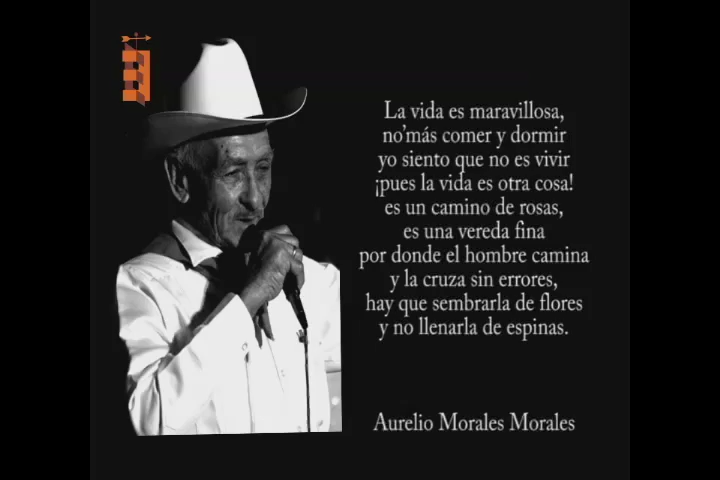 La vida es maravillosa,
no'más comer y dormir
yo siento que no es vivir
¡pues la vida es otra cosa!
es un camino de rosas,
es una vereda fina
por donde el hombre camina
y la cruza sin errores,
hay que sembrarla de flores
y no llenarla de espinas.
Aurelio Morales Morales